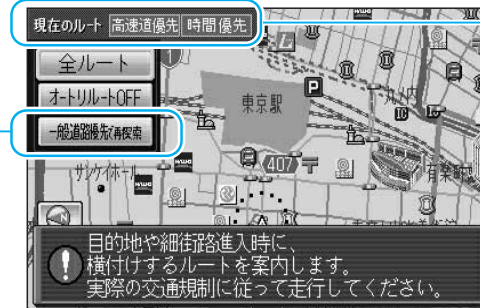 現在のルート 高速道優先 時間優先
全ルート
オートリルートOFF
一般道路優先/再探索
東京駅
P
IC
407
サンケイホール
有楽町
目的地や細街路進入時に、
横付けするルートを案内します。
実際の交通規制に従って走行してください。